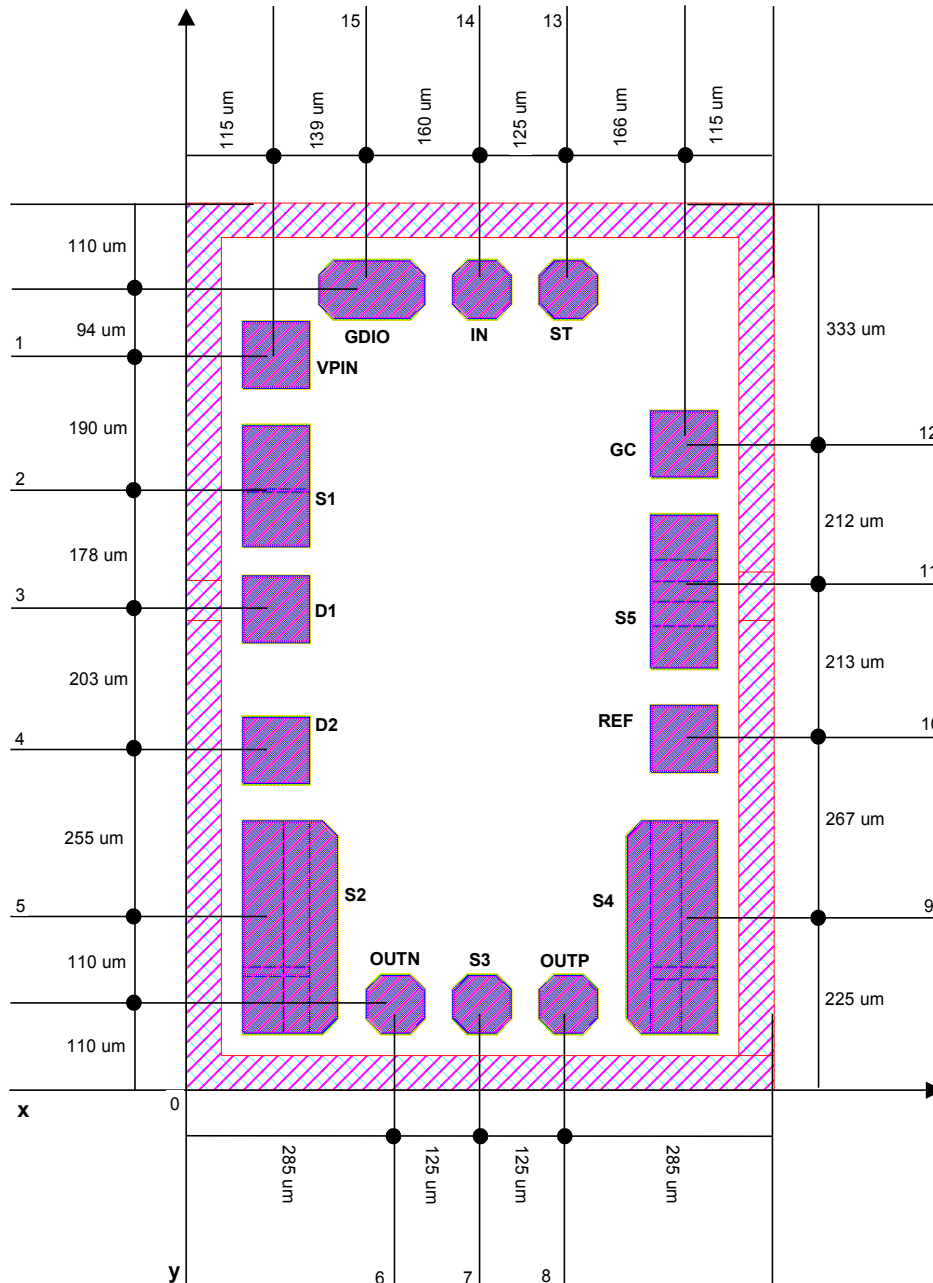 15
14
13
115 um
139 um
160 um
125 um
166 um
115 um
110 um
94 um
333 um
1
GDIO
IN
ST
VPIN
190 um
GC
12
2
S1
212 um
178 um
11
3
D1
S5
213 um
203 um
D2
REF
10
4
255 um
267 um
S2
S4
5
9
110 um
OUTN
S3
OUTP
225 um
110 um
x
0
285 um
125 um
125 um
285 um
y
6
7
8